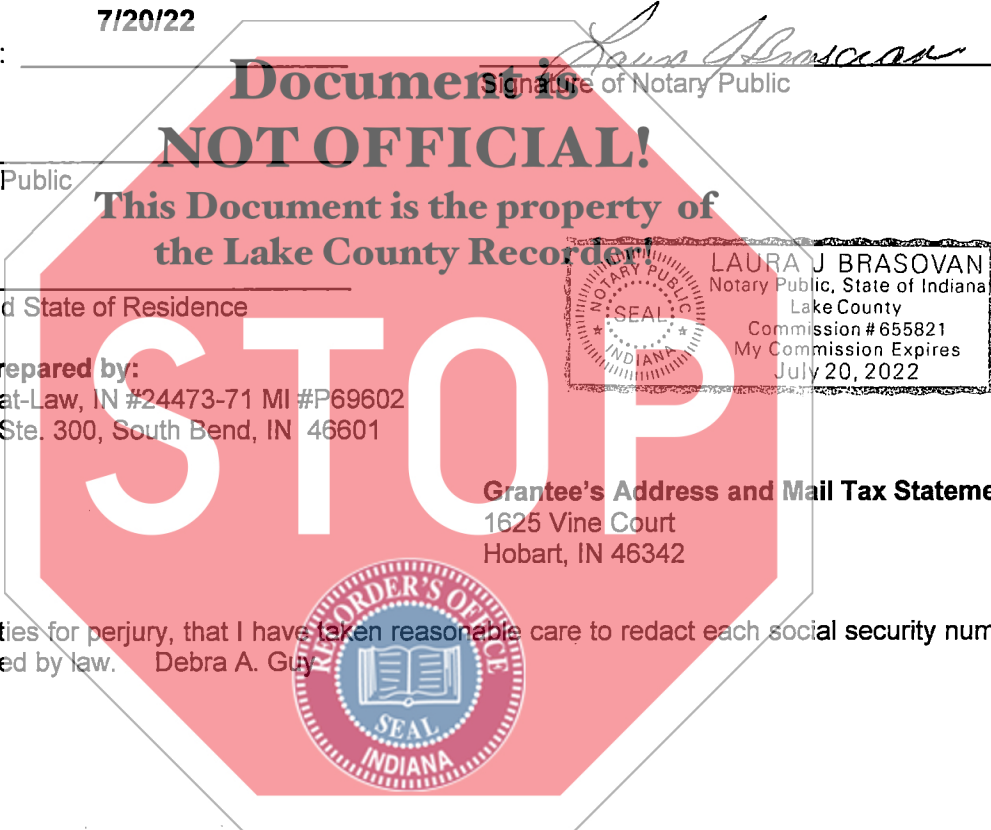 7/20/22
:
Laura J Brasovan
Document is
Signature of Notary Public
NOT OFFICIAL!
Public
This Document is the property of
the Lake County Recorder!
NOTARY PUBLIC
SEAL
INDIANA
LAURA J BRASOVAN
Notary Public, State of Indiana
Lake County
Commission # 655821
My Commission Expires
July 20, 2022
d State of Residence
STOP
epared by:
at-Law, IN #24473-71 MI #P69602
Ste. 300, South Bend, IN 46601
Grantee's Address and Mail Tax Stateme
1625 Vine Court
Hobart, IN 46342
ties for perjury, that I have taken reasonable care to redact each social security num
ed by law. Debra A. Guy
RECORDER'S OFFICE
SEAL
INDIANA